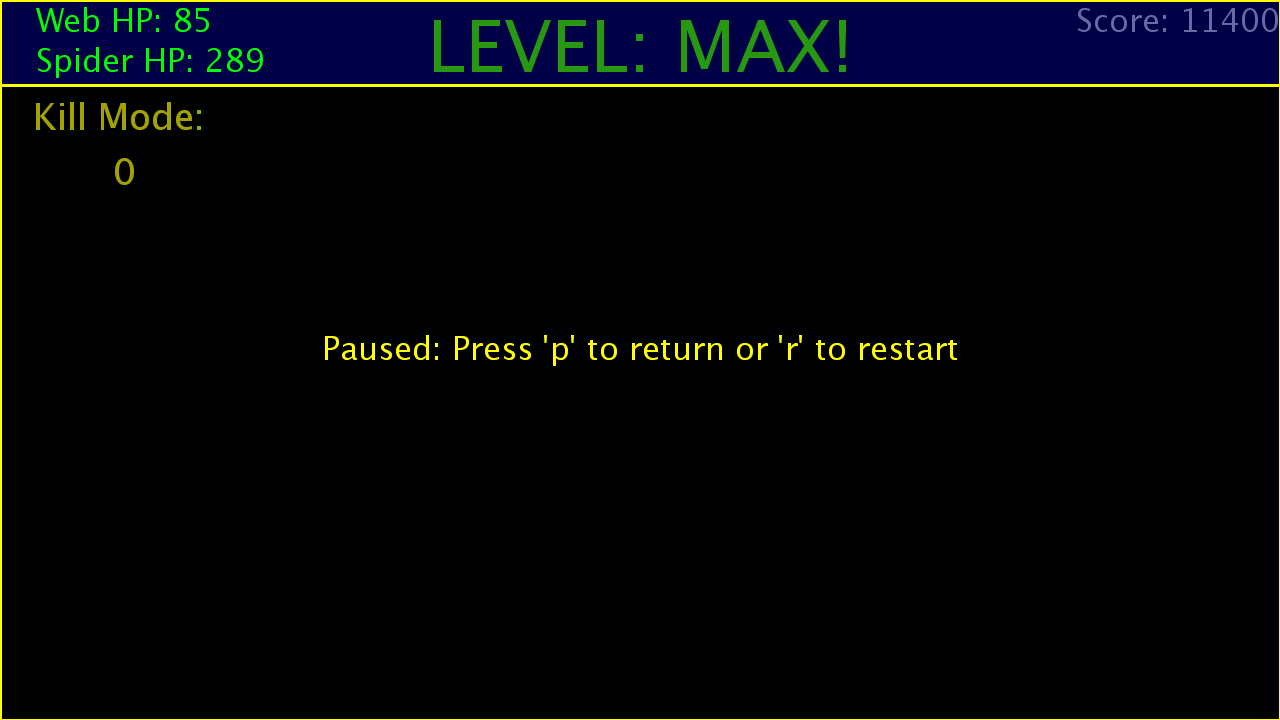 Web HP: 85
Spider HP: 289
LEVEL: MAX!
Score: 11400
Kill Mode:
0
Paused: Press 'p' to return or 'r' to restart